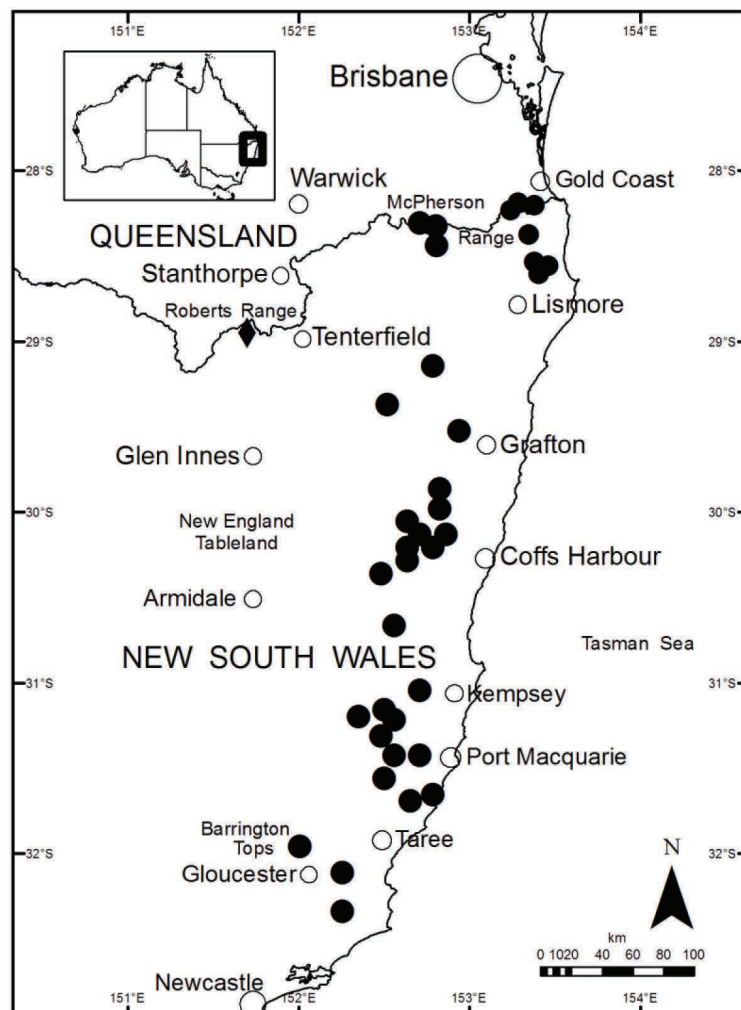 151°E 152°E 153°E 154°E
Brisbane
28°S 28°S
Gold Coast
Warwick
McPherson
QUEENSLAND
Range
Stanthorpe
Lismore
Roberts Range
Tenterfield
29°S 29°S
Grafton
Glen Innes
30°S 30°S
New England
Tableland
Coffs Harbour
Armidale
Tasman Sea
NEW SOUTH WALES
31°S 31°S
Kempsey
Port Macquarie
Barrington
Tops
Taree
32°S 32°S
Gloucester
N
km
0 10 20 40 60 80 100
Newcastle
151°E 152°E 153°E 154°E